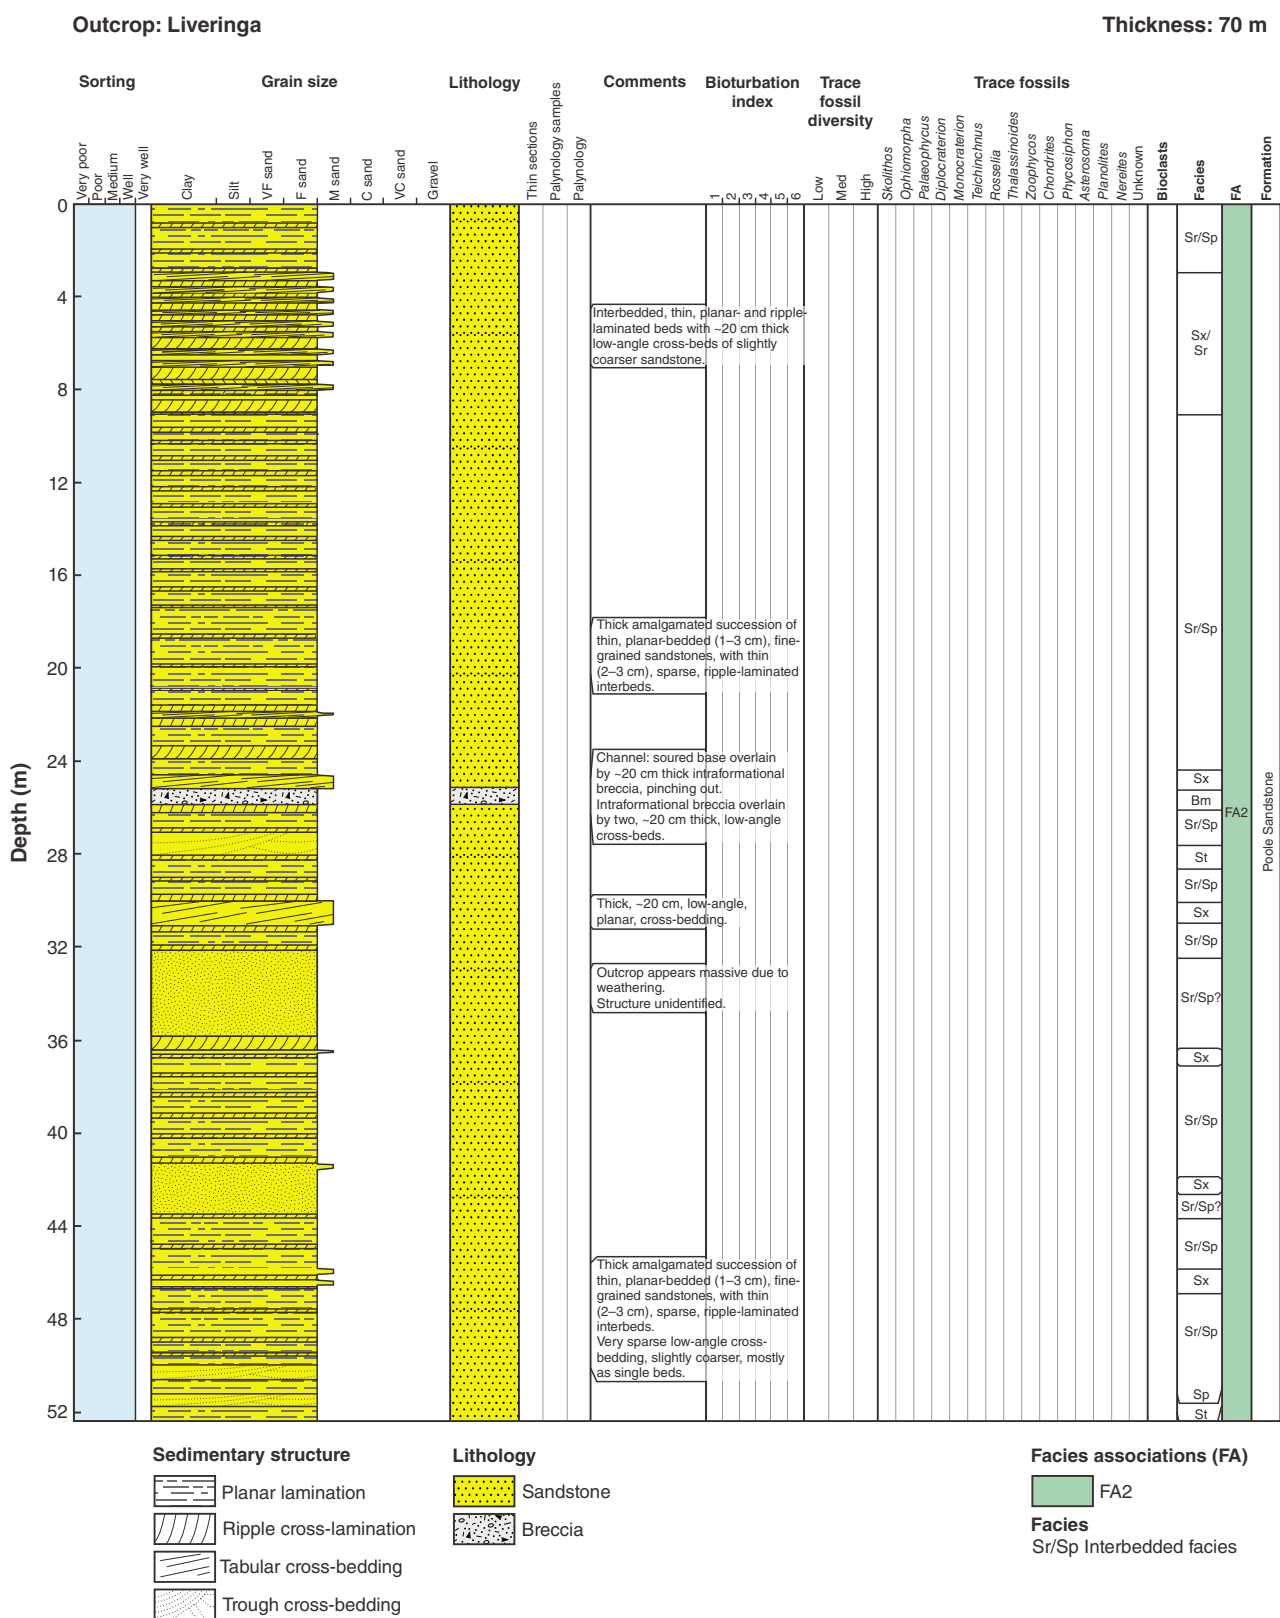 Outcrop: Liveringa
Thickness: 70 m
Sorting
Grain size
Lithology
Comments
Bioturbation
index
Trace
fossil
diversity
Trace fossils
Very poor
Poor
Medium
Well
Very well
Clay
Silt
VF sand
F sand
M sand
C sand
VC sand
Gravel
Thin sections
Palynology samples
Palynology
1
2
3
4
5
6
Low
Med
High
Skolithos
Ophiomorpha
Palaeophycus
Diplocraterion
Monocraterion
Teichichnus
Rosselia
Thalassinoides
Zoophycos
Chondrites
Phycosiphon
Asterosoma
Planolites
Nereites
Unknown
Bioclasts
Facies
FA
Formation
Depth (m)
0
4
8
12
16
20
24
28
32
36
40
44
48
52
Interbedded, thin, planar- and ripple-
laminated beds with ~20 cm thick
low-angle cross-beds of slightly
coarser sandstone.
Thick amalgamated succession of
thin, planar-bedded (1–3 cm), fine-
grained sandstones, with thin
(2–3 cm), sparse, ripple-laminated
interbeds.
Channel: soured base overlain
by ~20 cm thick intraformational
breccia, pinching out.
Intraformational breccia overlain
by two, ~20 cm thick, low-angle
cross-beds.
Thick, ~20 cm, low-angle,
planar, cross-bedding.
Outcrop appears massive due to
weathering.
Structure unidentified.
Thick amalgamated succession of
thin, planar-bedded (1–3 cm), fine-
grained sandstones, with thin
(2–3 cm), sparse, ripple-laminated
interbeds.
Very sparse low-angle cross-
bedding, slightly coarser, mostly
as single beds.
Sr/Sp
Sx/
Sr
Sr/Sp
Sx
Bm
Sr/Sp
St
Sr/Sp
Sx
Sr/Sp
Sr/Sp?
Sx
Sr/Sp
Sx
Sr/Sp?
Sr/Sp
Sx
Sr/Sp
Sp
St
FA2
Poole Sandstone
Sedimentary structure
Planar lamination
Ripple cross-lamination
Tabular cross-bedding
Trough cross-bedding
Lithology
Sandstone
Breccia
Facies associations (FA)
FA2
Facies
Sr/Sp Interbedded facies